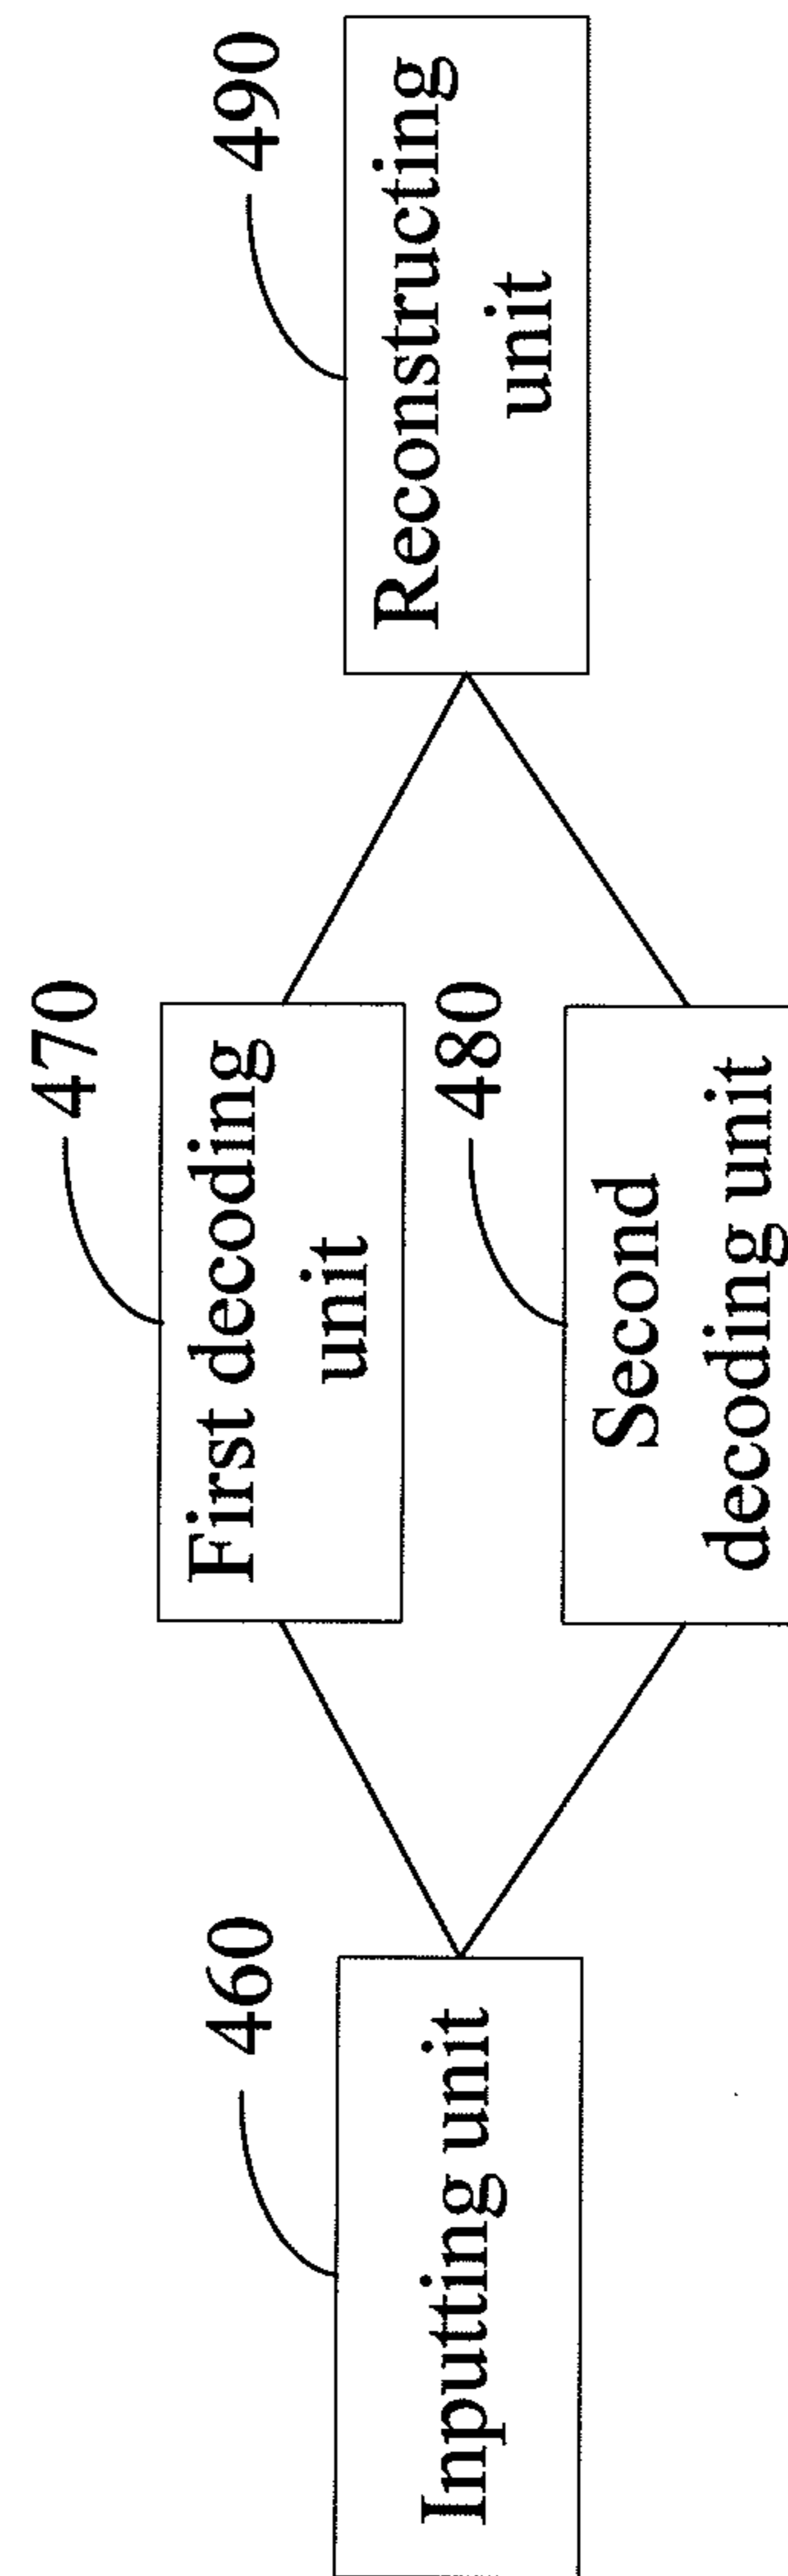 460
Inputting unit
470
First decoding
unit
480
Second
decoding unit
490
Reconstructing
unit